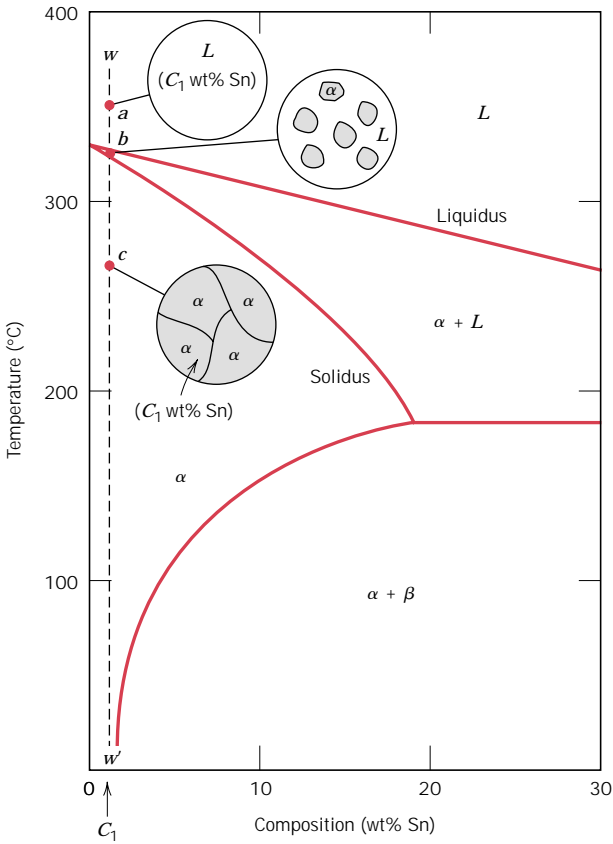 400
w
L
(C₁ wt% Sn)
a
α
b
L
L
300
Liquidus
c
α
α
α + L
α
α
Solidus
(C₁ wt% Sn)
200
Temperature (°C)
α
100
α + β
w′
0
10
20
30
C₁
Composition (wt% Sn)